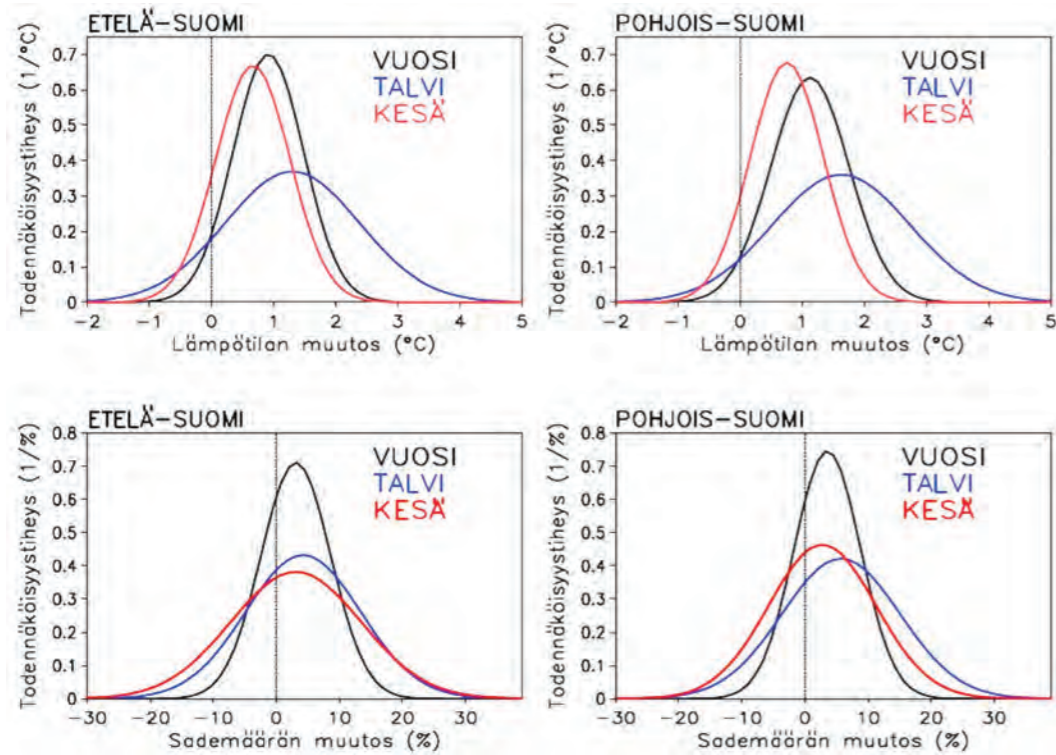 ETELÄ-SUOMI
Todennäköisyystiheys (1/°C)
0.7
0.6
0.5
0.4
0.3
0.2
0.1
0
VUOSI
TALVI
KESÄ
-2 -1 0 1 2 3 4 5
Lämpötilan muutos (°C)
POHJOIS-SUOMI
Todennäköisyystiheys (1/°C)
0.7
0.6
0.5
0.4
0.3
0.2
0.1
0
VUOSI
TALVI
KESÄ
-2 -1 0 1 2 3 4 5
Lämpötilan muutos (°C)
ETELÄ-SUOMI
Todennäköisyystiheys (1/%)
0.8
0.7
0.6
0.5
0.4
0.3
0.2
0.1
0
VUOSI
TALVI
KESÄ
-30 -20 -10 0 10 20 30
Sademäärän muutos (%)
POHJOIS-SUOMI
Todennäköisyystiheys (1/%)
0.8
0.7
0.6
0.5
0.4
0.3
0.2
0.1
0
VUOSI
TALVI
KESÄ
-30 -20 -10 0 10 20 30
Sademäärän muutos (%)